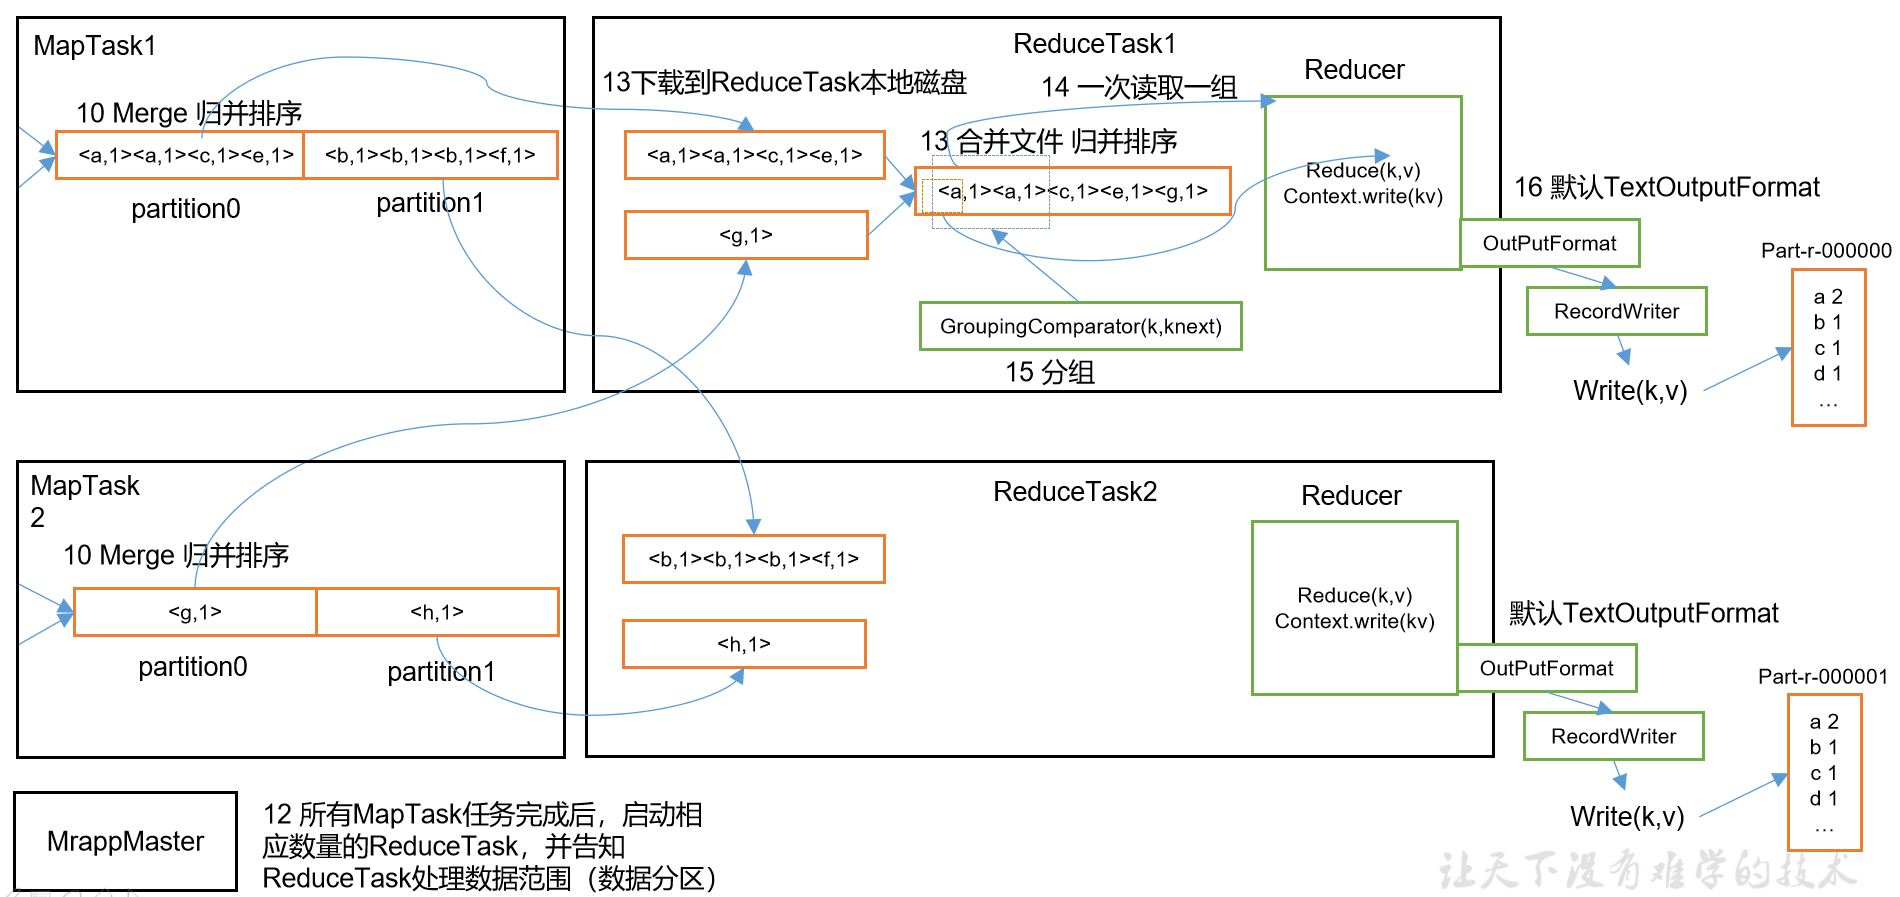 MapTask1
10 Merge 归并排序
<a,1><a,1><c,1><e,1>
<b,1><b,1><b,1><f,1>
partition0
partition1
ReduceTask1
13下载到ReduceTask本地磁盘
14 一次读取一组
Reducer
<a,1><a,1><c,1><e,1>
13 合并文件 归并排序
<a,1><a,1><c,1><e,1><g,1>
<g,1>
Reduce(k,v)
Context.write(kv)
GroupingComparator(k,knext)
15 分组
16 默认TextOutputFormat
OutPutFormat
RecordWriter
Write(k,v)
Part-r-000000
a 2
b 1
c 1
d 1
...
MapTask
2
10 Merge 归并排序
<g,1>
<h,1>
partition0
partition1
ReduceTask2
Reducer
<b,1><b,1><b,1><f,1>
<h,1>
Reduce(k,v)
Context.write(kv)
默认TextOutputFormat
OutPutFormat
RecordWriter
Write(k,v)
Part-r-000001
a 2
b 1
c 1
d 1
...
MrappMaster
12 所有MapTask任务完成后，启动相
应数量的ReduceTask，并告知
ReduceTask处理数据范围（数据分区）
让天下没有难学的技术